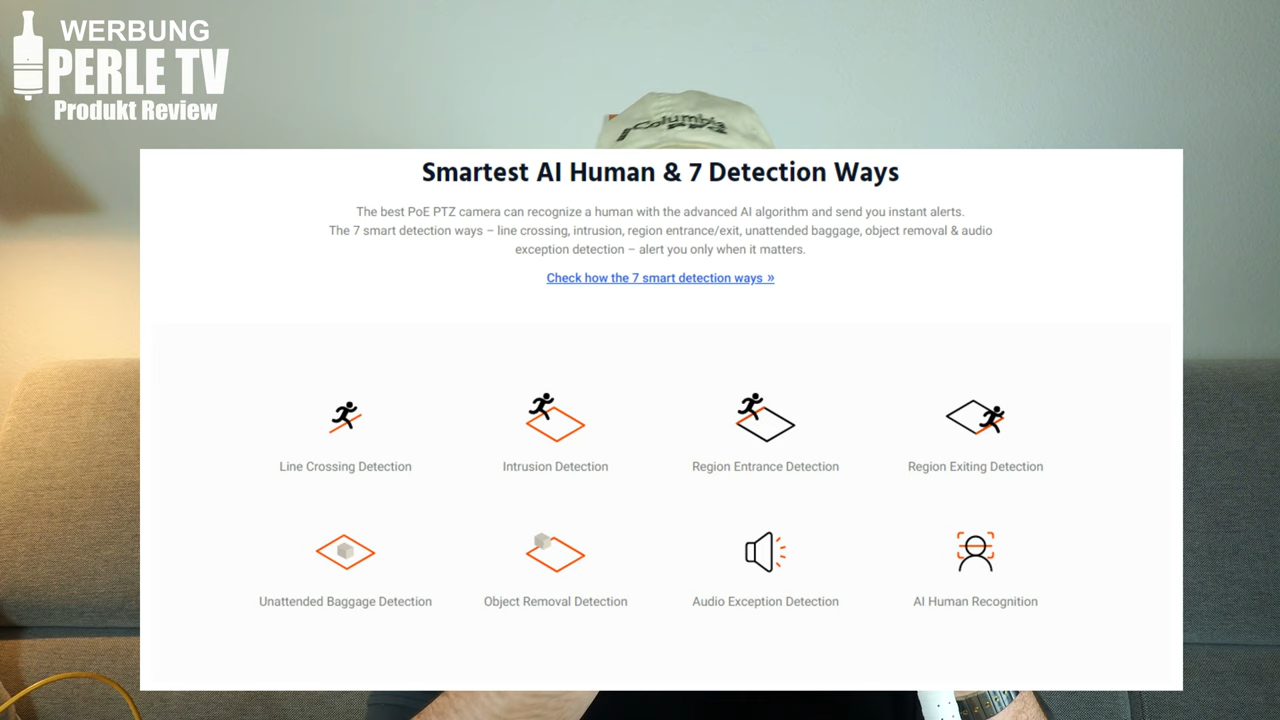 WERBUNG
PERLE TV
Produkt Review
Columbia
PFG
Smartest AI Human & 7 Detection Ways
The best PoE PTZ camera can recognize a human with the advanced AI algorithm and send you instant alerts.
The 7 smart detection ways – line crossing, intrusion, region entrance/exit, unattended baggage, object removal & audio
exception detection – alert you only when it matters.
Check how the 7 smart detection ways »
Line Crossing Detection
Intrusion Detection
Region Entrance Detection
Region Exiting Detection
Unattended Baggage Detection
Object Removal Detection
Audio Exception Detection
AI Human Recognition